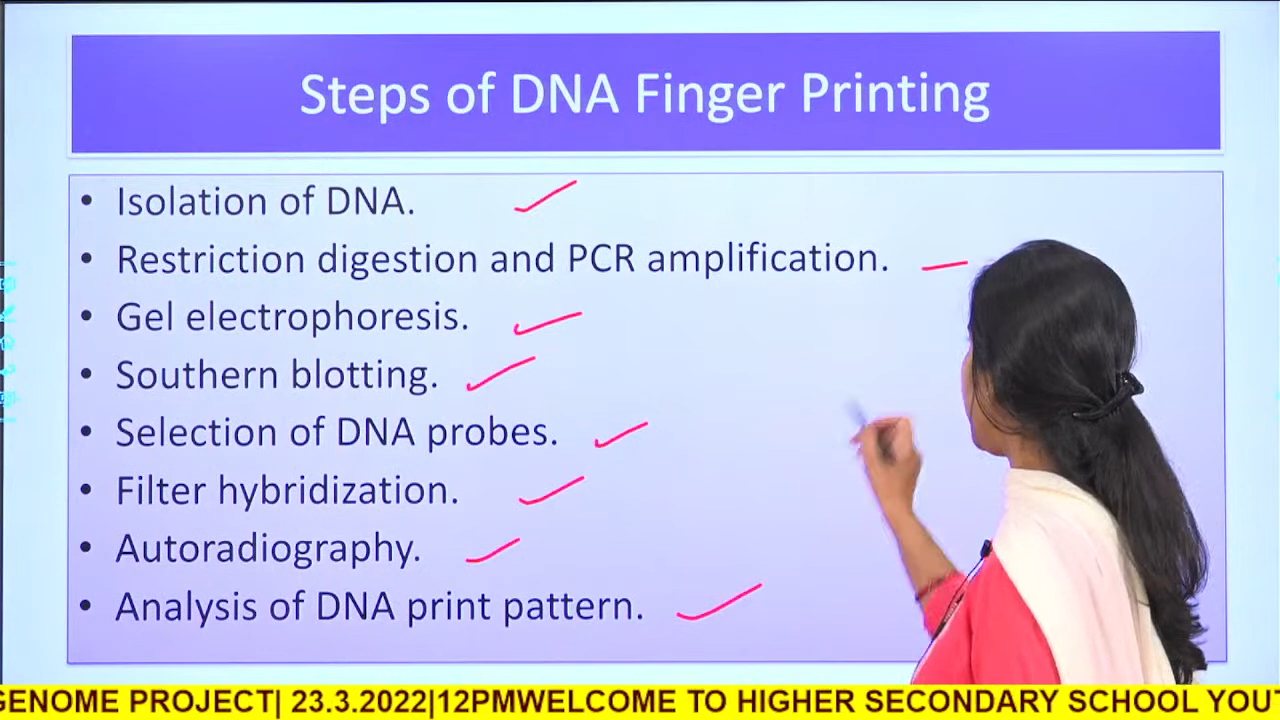 Steps of DNA Finger Printing
• Isolation of DNA.
• Restriction digestion and PCR amplification.
• Gel electrophoresis.
• Southern blotting.
• Selection of DNA probes.
• Filter hybridization.
• Autoradiography.
• Analysis of DNA print pattern.
GENOME PROJECT| 23.3.2022|12PMWELCOME TO HIGHER SECONDARY SCHOOL YOUT